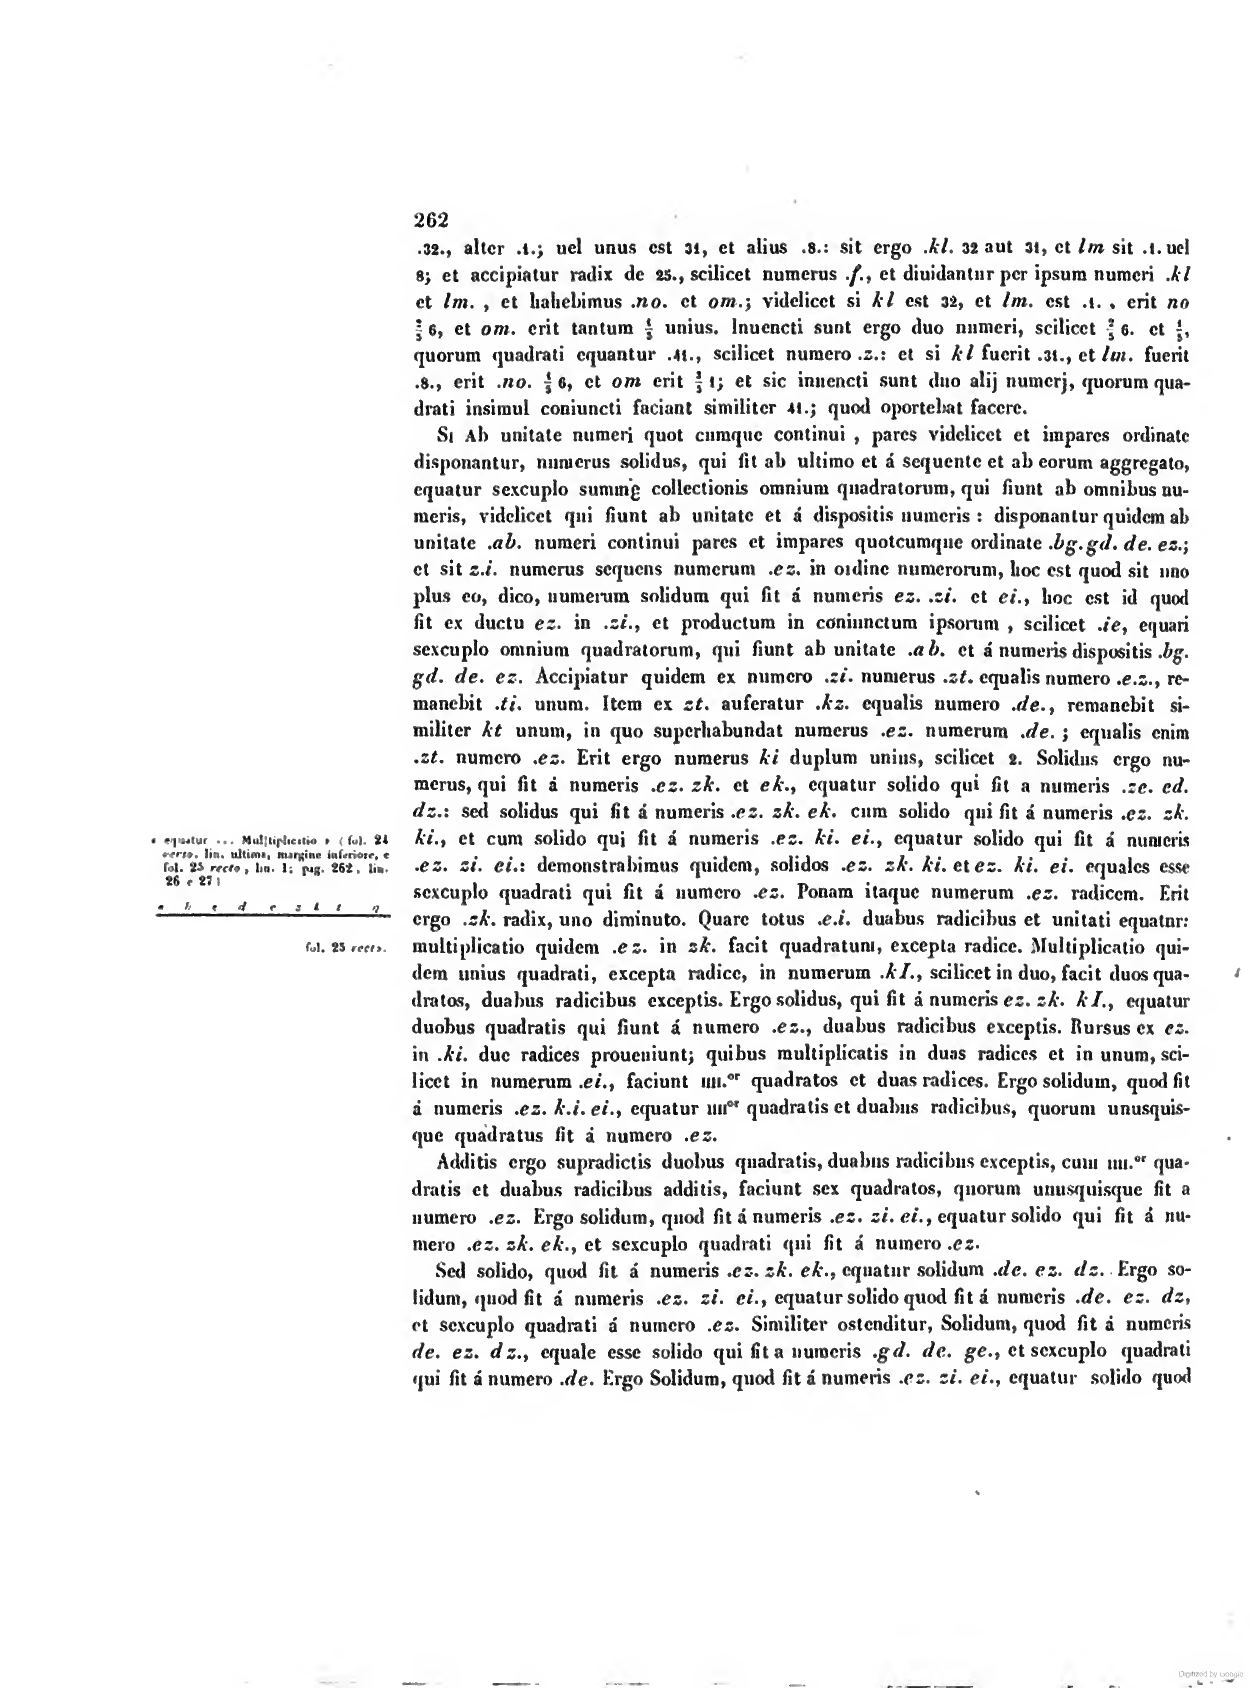 262
.32., alter .1.; uel unus est 31, et alius .8.: sit ergo .kl. 32 aut 31, et lm sit .1. uel
8; et accipiatur radix de 25., scilicet numerus .f., et diuidantur per ipsum numeri .kl
et lm. , et habebimus .no. et om.; videlicet si kl est 32, et lm. est .1. , erit no
2/5 6, et om. erit tantum 1/5 unius. Inuencti sunt ergo duo numeri, scilicet 2/5 6. et 1/5,
quorum quadrati equantur .41., scilicet numero .z.: et si kl fuerit .31., et lm. fuerit
.8., erit .no. 1/5 6, et om erit 3/5 1; et sic inuencti sunt duo alij numerj, quorum qua-
drati insimul coniuncti faciant similiter 41.; quod oportebat facere.
Si Ab unitate numerj quot cumque continui , pares videlicet et impares ordinate
disponantur, numerus solidus, qui fit ab ultimo et á sequente et ab eorum aggregato,
equatur sexcuplo summę collectionis omnium quadratorum, qui fiunt ab omnibus nu-
meris, videlicet qui fiunt ab unitate et á dispositis numeris : disponantur quidem ab
unitate .ab. numeri continui pares et impares quotcumque ordinate .bg.gd. de. ez.;
et sit z.i. numerus sequens numerum .ez. in ordine numerorum, hoc est quod sit uno
plus eo, dico, numerum solidum qui fit á numeris ez. .zi. et ei., hoc est id quod
fit ex ductu ez. in .zi., et productum in coniunctum ipsorum , scilicet .ie, equari
sexcuplo omnium quadratorum, qui fiunt ab unitate .ab. et á numeris dispositis .bg.
gd. de. ez. Accipiatur quidem ex numero .zi. numerus .zt. equalis numero .e.z., re-
manebit .ti. unum. Item ex zt. auferatur .kz. equalis numero .de., remanebit si-
militer kt unum, in quo superhabundat numerus .ez. numerum .de. ; equalis enim
.zt. numero .ez. Erit ergo numerus ki duplum unius, scilicet 2. Solidus ergo nu-
merus, qui fit á numeris .ez. zk. et ek., equatur solido qui fit a numeris .ze. ed.
dz.: sed solidus qui fit á numeris .ez. zk. ek. cum solido qui fit á numeris .ez. zk.
ki., et cum solido quj fit á numeris .ez. ki. ei., equatur solido qui fit á numeris
.ez. zi. ei.: demonstrabimus quidem, solidos .ez. zk. ki. et ez. ki. ei. equales esse
sexcuplo quadrati qui fit á numero .ez. Ponam itaque numerum .ez. radicem. Erit
ergo .zk. radix, uno diminuto. Quare totus .e.i. duabus radicibus et unitati equatur:
multiplicatio quidem .ez. in zk. facit quadratum, excepta radice. Multiplicatio qui-
dem unius quadrati, excepta radice, in numerum .kI., scilicet in duo, facit duos qua-
dratos, duabus radicibus exceptis. Ergo solidus, qui fit á numeris ez. zk. kI., equatur
duobus quadratis qui fiunt á numero .ez., duabus radicibus exceptis. Rursus ex ez.
in .ki. due radices proueniunt; quibus multiplicatis in duas radices et in unum, sci-
licet in numerum .ei., faciunt IIII.or quadratos et duas radices. Ergo solidum, quod fit
á numeris .ez. k.i. ei., equatur IIIIor quadratis et duabus radicibus, quorum unusquis-
que quadratus fit á numero .ez.
Additis ergo supradictis duobus quadratis, duabus radicibus exceptis, cum IIII.or qua-
dratis et duabus radicibus additis, faciunt sex quadratos, quorum unusquisque fit a
numero .ez. Ergo solidum, quod fit á numeris .ez. zi. ei., equatur solido qui fit á nu-
mero .ez. zk. ek., et sexcuplo quadrati qui fit á numero .ez.
Sed solido, quod fit á numeris .ez. zk. ek., equatur solidum .de. ez. dz. Ergo so-
lidum, quod fit á numeris .ez. zi. ei., equatur solido quod fit á numeris .de. ez. dz,
et sexcuplo quadrati á numero .ez. Similiter ostenditur, Solidum, quod fit á numeris
de. ez. dz., equale esse solido qui fit a numeris .gd. de. ge., et sexcuplo quadrati
qui fit á numero .de. Ergo Solidum, quod fit á numeris .ez. zi. ei., equatur solido quod
« equatur ... Multiplicatio » ( fol. 24
verso, lin. ultima, margine inferiore, e
fol. 25 recto , lin. 1; pag. 262, lin.
26 e 27)
d e z k t
fol. 25 recto.
Digitized by Google